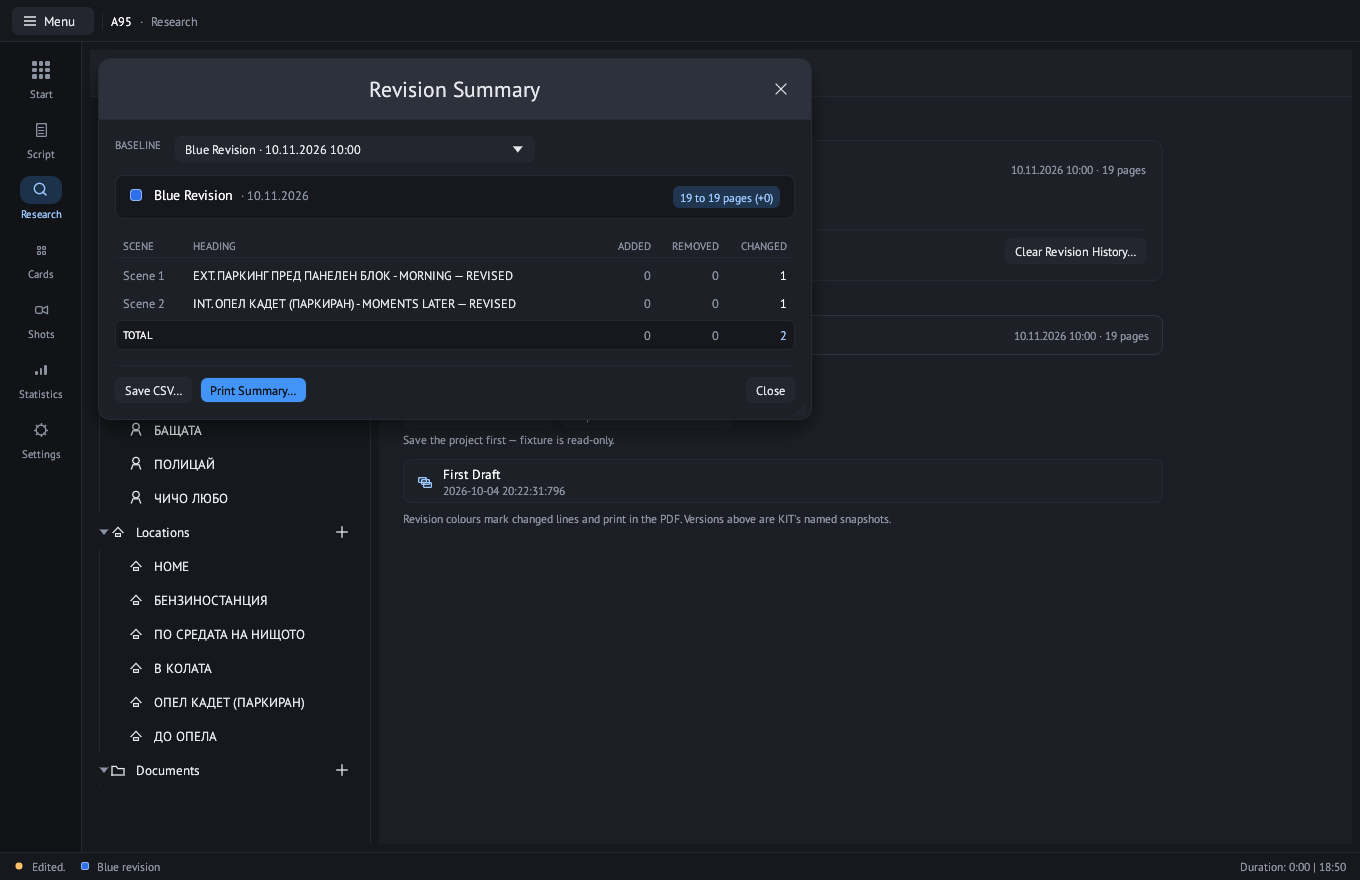 Menu
A95 · Research
Start
Script
Research
Cards
Shots
Statistics
Settings
Revision Summary
BASELINE
Blue Revision · 10.11.2026 10:00
Blue Revision · 10.11.2026
19 to 19 pages (+0)
SCENE HEADING ADDED REMOVED CHANGED
Scene 1 EXT. ПАРКИНГ ПРЕД ПАНЕЛЕН БЛОК - MORNING — REVISED 0 0 1
Scene 2 INT. ОПЕЛ КАДЕТ (ПАРКИРАН) - MOMENTS LATER — REVISED 0 0 1
TOTAL 0 0 2
Save CSV...
Print Summary...
Close
10.11.2026 10:00 · 19 pages
Clear Revision History...
10.11.2026 10:00 · 19 pages
БАЩАТА
ПОЛИЦАЙ
ЧИЧО ЛЮБО
Locations
HOME
БЕНЗИНОСТАНЦИЯ
ПО СРЕДАТА НА НИЩОТО
В КОЛАТА
ОПЕЛ КАДЕТ (ПАРКИРАН)
ДО ОПЕЛА
Documents
Save the project first — fixture is read-only.
First Draft
2026-10-04 20:22:31:796
Revision colours mark changed lines and print in the PDF. Versions above are KIT's named snapshots.
Edited.
Blue revision
Duration: 0:00 | 18:50